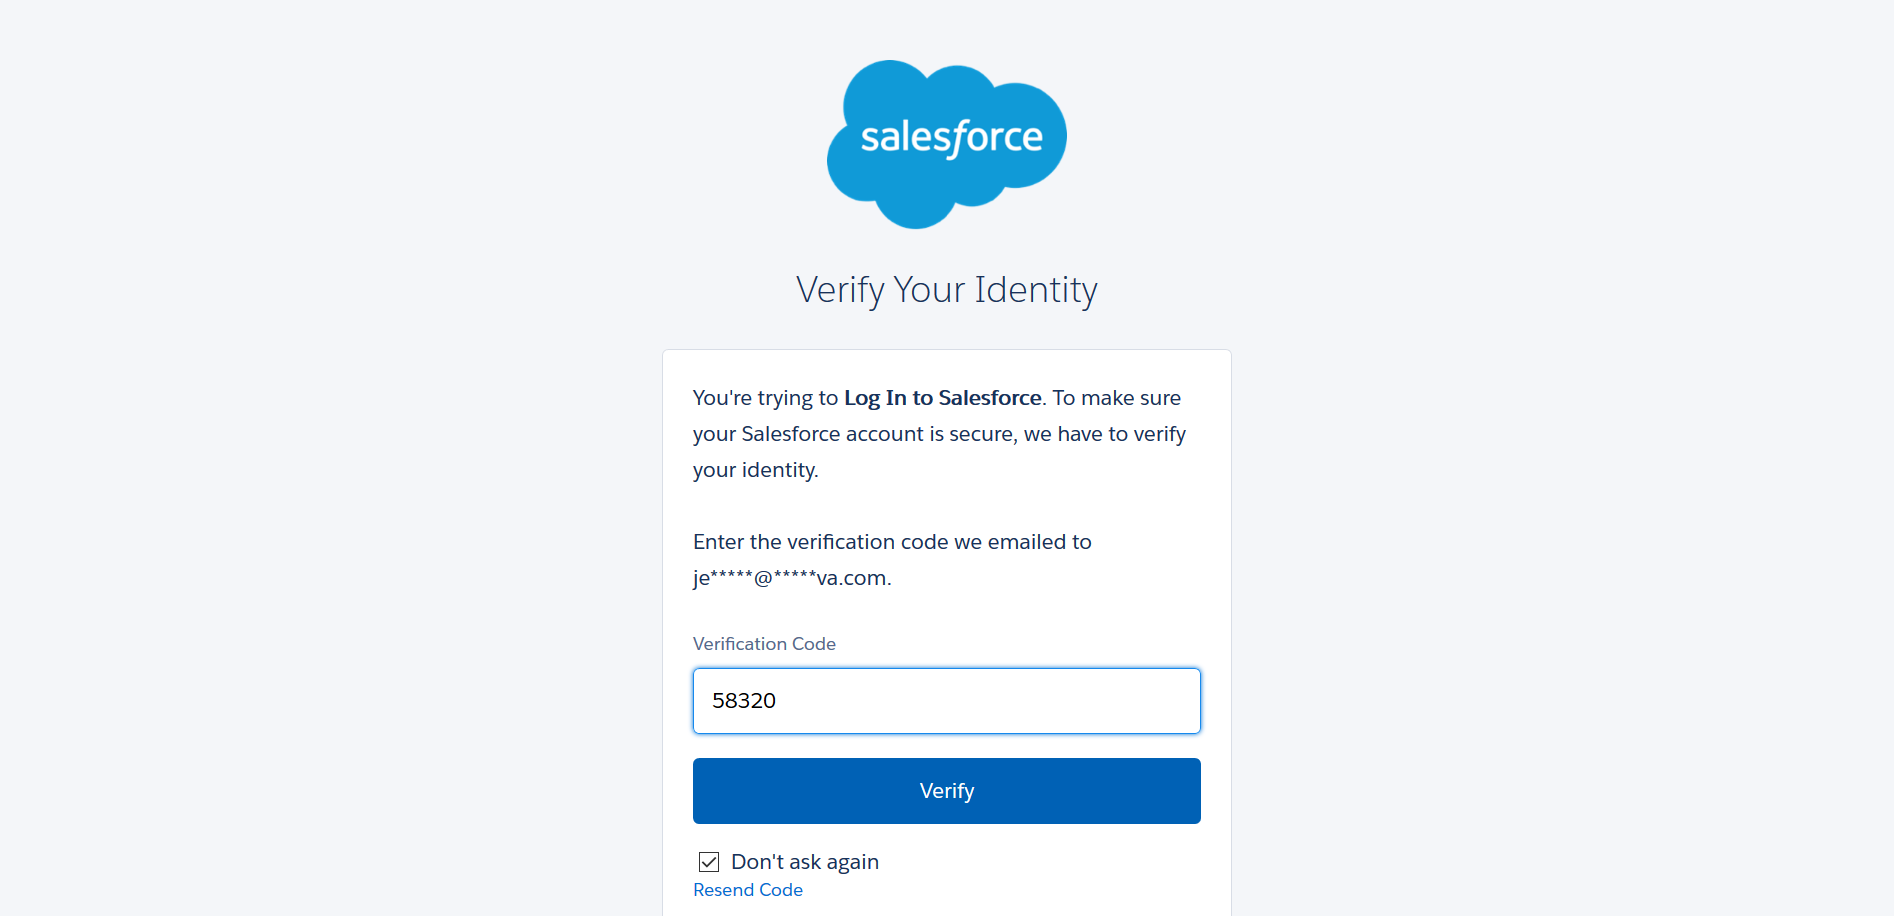 salesforce
Verify Your Identity
You're trying to Log In to Salesforce. To make sure
your Salesforce account is secure, we have to verify
your identity.
Enter the verification code we emailed to
je*****@*****va.com.
Verification Code
58320
Verify
Don't ask again
Resend Code